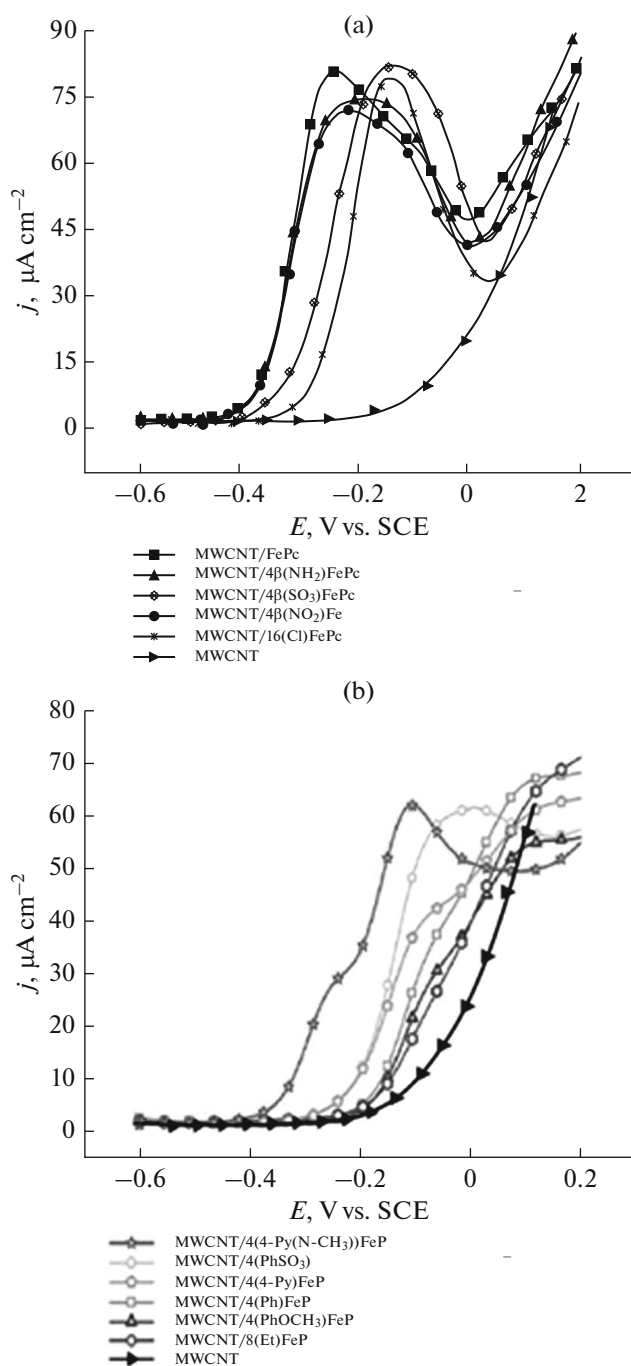 (a)
90
75
60
45
30
15
0
j, μA cm−2
−0.6
−0.4
−0.2
0
2
E, V vs. SCE
MWCNT/FePc
MWCNT/4β(NH2)FePc
MWCNT/4β(SO3)FePc
MWCNT/4β(NO2)Fe
MWCNT/16(Cl)FePc
MWCNT
(b)
80
70
60
50
40
30
20
10
0
j, μA cm−2
−0.6
−0.4
−0.2
0
0.2
E, V vs. SCE
MWCNT/4(4-Py(N-CH3))FeP
MWCNT/4(PhSO3)
MWCNT/4(4-Py)FeP
MWCNT/4(Ph)FeP
MWCNT/4(PhOCH3)FeP
MWCNT/8(Et)FeP
MWCNT